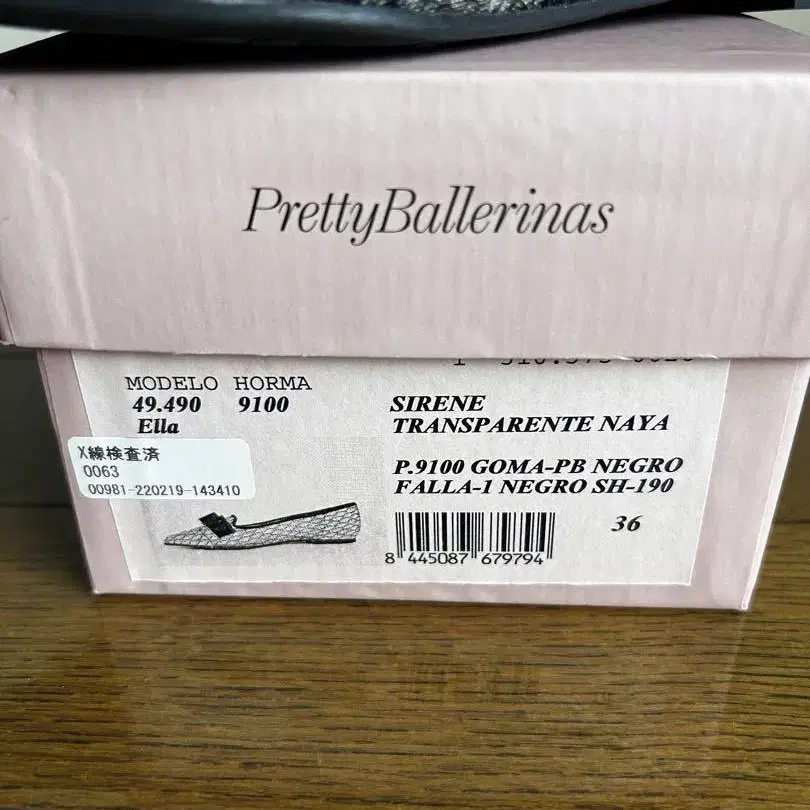 PrettyBallerinas
MODELO HORMA
49.490 9100
Ella
SIRENE
TRANSPARENTE NAYA
P.9100 GOMA-PB NEGRO
FALLA-1 NEGRO SH-190
36
X線検査済
0063
00981-220219-143410
8 445087 679794